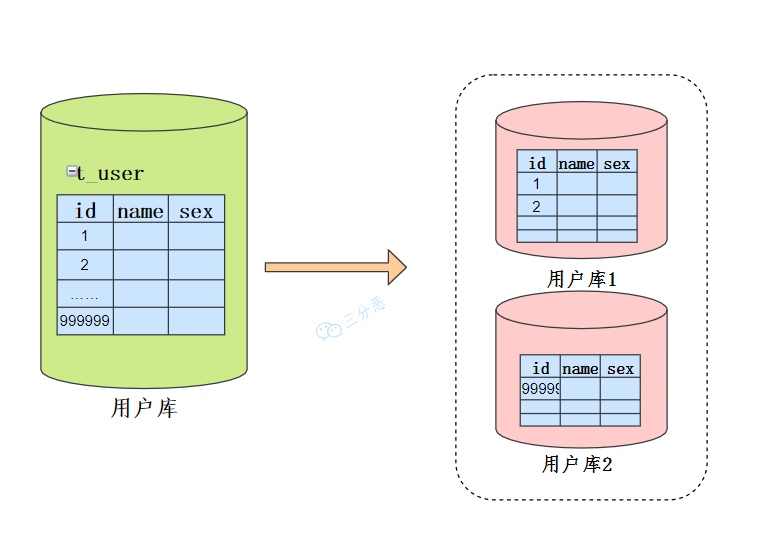 t_user
id name sex
1
2
......
999999
用户库
三分恶
id name sex
1
2
用户库1
id name sex
99999
用户库2